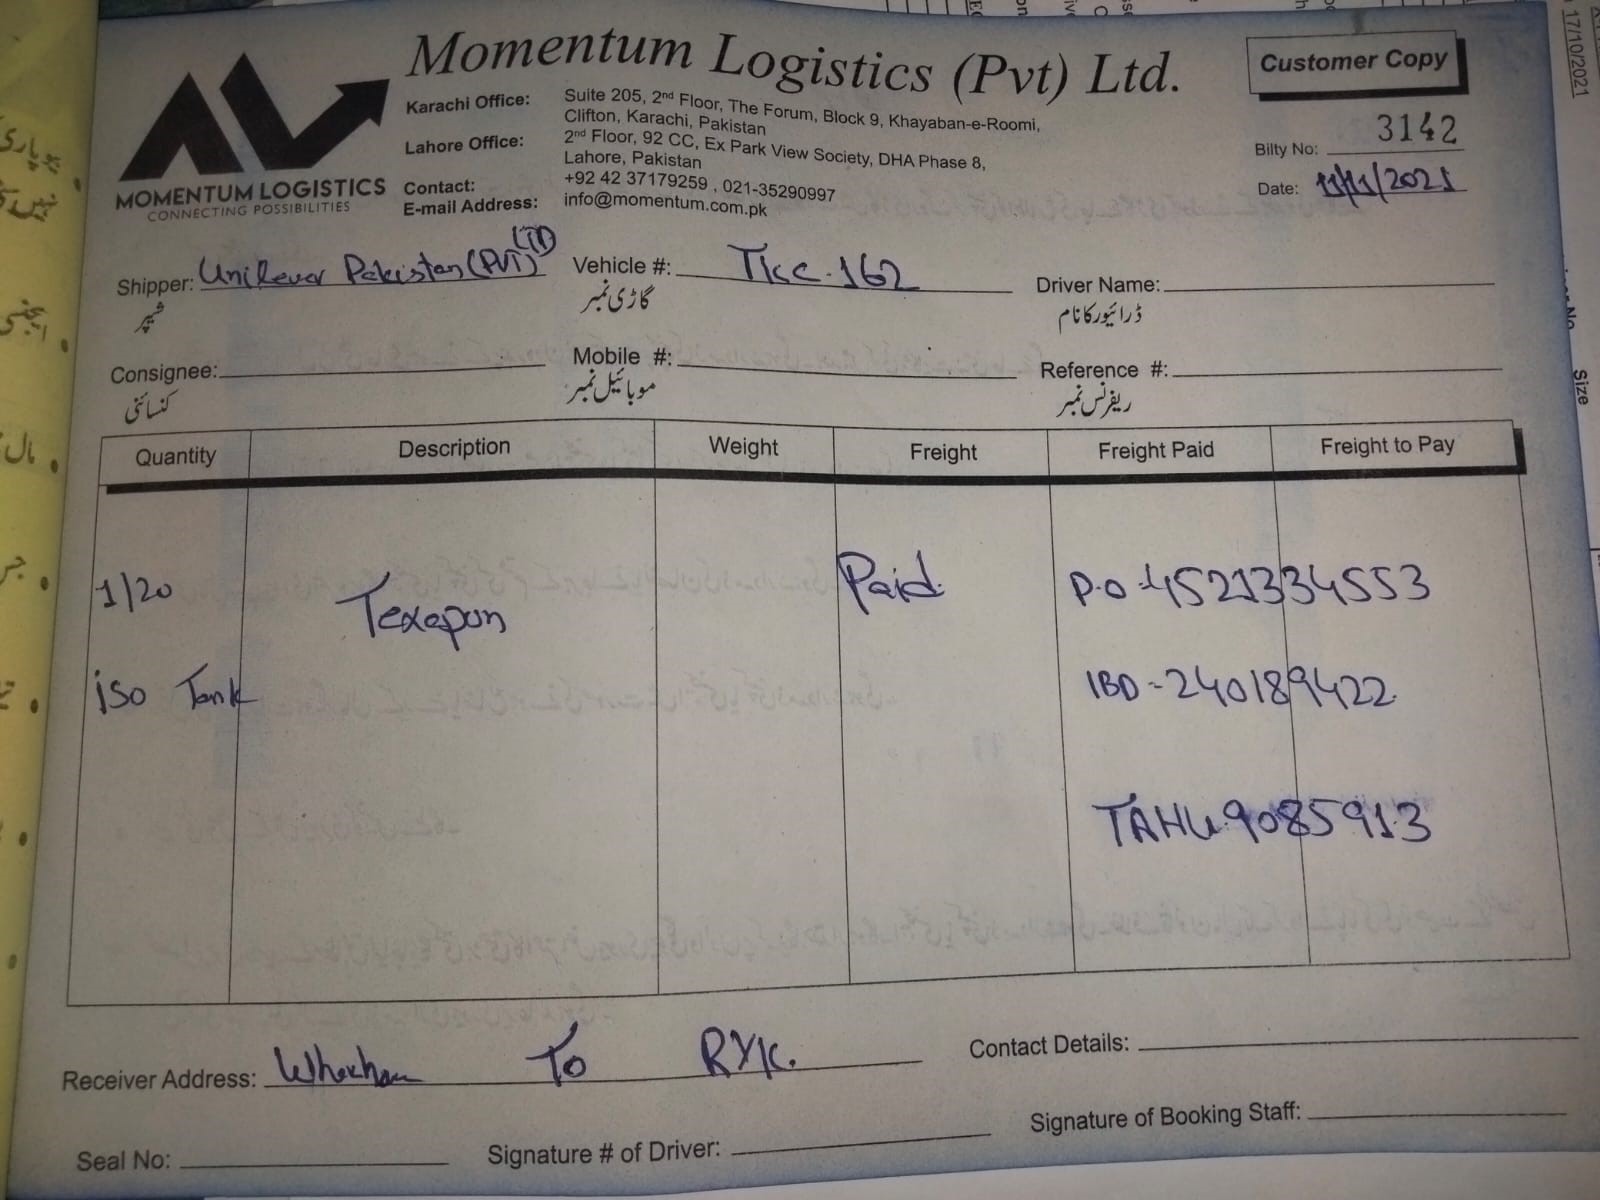 Momentum Logistics (Pvt) Ltd.
Customer Copy
MOMENTUM LOGISTICS
CONNECTING POSSIBILITIES
Karachi Office: Suite 205, 2nd Floor, The Forum, Block 9, Khayaban-e-Roomi,
Clifton, Karachi, Pakistan
Lahore Office: 2nd Floor, 92 CC, Ex Park View Society, DHA Phase 8,
Lahore, Pakistan
Contact: +92 42 37179259 , 021-35290997
E-mail Address: info@momentum.com.pk
Bilty No: 3142
Date: 11/11/2021
Shipper: Unilever Pakistan (PVT) LTD Vehicle #: TKC-162 Driver Name:
شیپر گاڑی نمبر ڈرائیور کا نام
Consignee: Mobile #: Reference #:
کنسائنی موبائیل نمبر ریفرنس نمبر
Quantity Description Weight Freight Freight Paid Freight to Pay
1/20 Texapon Paid P.O-4521334553
iso Tank IBD-240189422
TAHU.9085913
Receiver Address: To RYK. Contact Details:
Seal No: Signature # of Driver: Signature of Booking Staff:
17/10/2021
Size